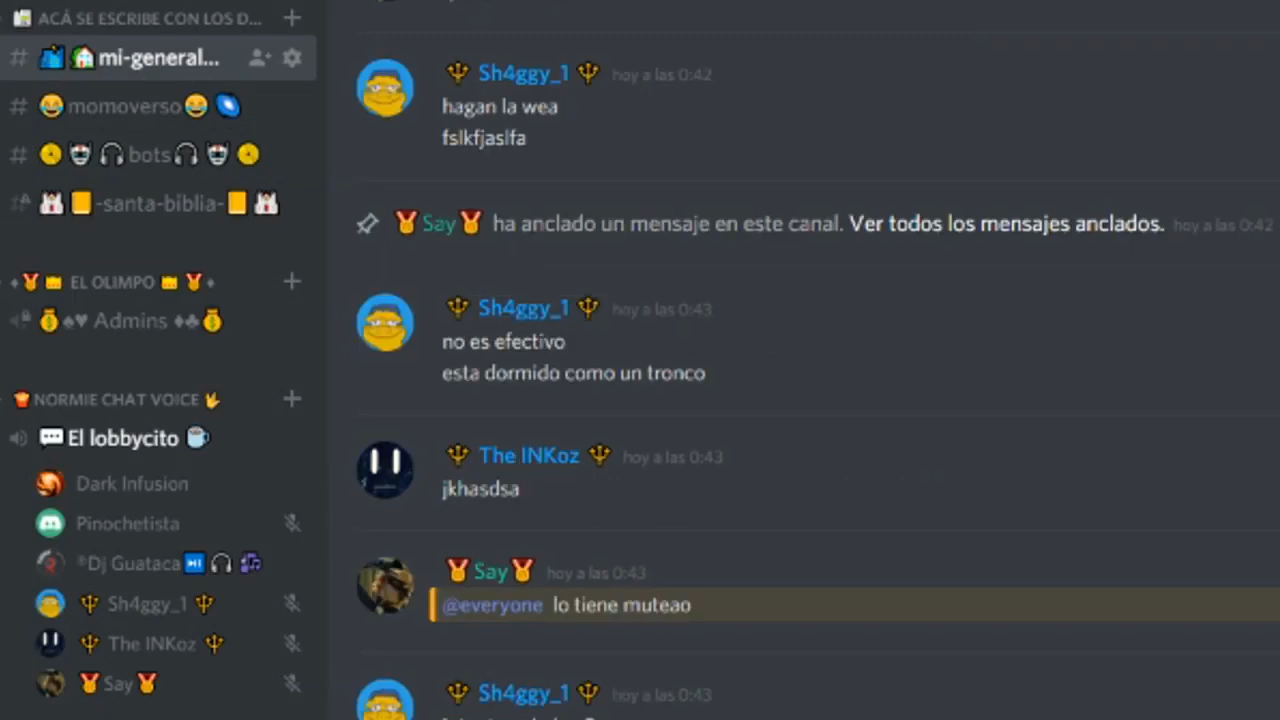 ACÁ SE ESCRIBE CON LOS D...
# mi-general...
# momoverso
# bots
# -santa-biblia-
EL OLIMPO
♠♥ Admins ♦♣
NORMIE CHAT VOICE
El lobbycito
Dark Infusion
Pinochetista
°Dj Guataca
Sh4ggy_1
The INKoz
Say
Sh4ggy_1 hoy a las 0:42
hagan la wea
fslkfjaslfa
Say ha anclado un mensaje en este canal. Ver todos los mensajes anclados. hoy a las 0:42
Sh4ggy_1 hoy a las 0:43
no es efectivo
esta dormido como un tronco
The INKoz hoy a las 0:43
jkhasdsa
Say hoy a las 0:43
@everyone lo tiene muteao
Sh4ggy_1 hoy a las 0:43